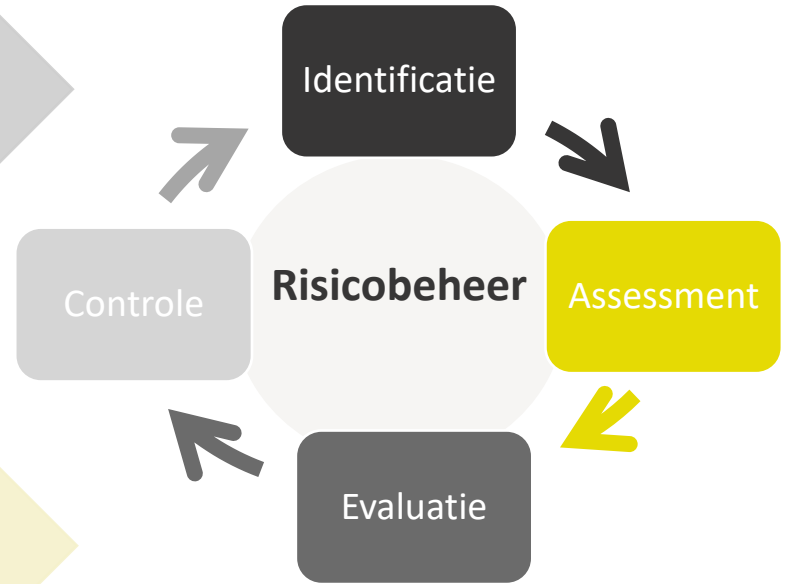 Identificatie
Risicobeheer
Assessment
Controle
Evaluatie